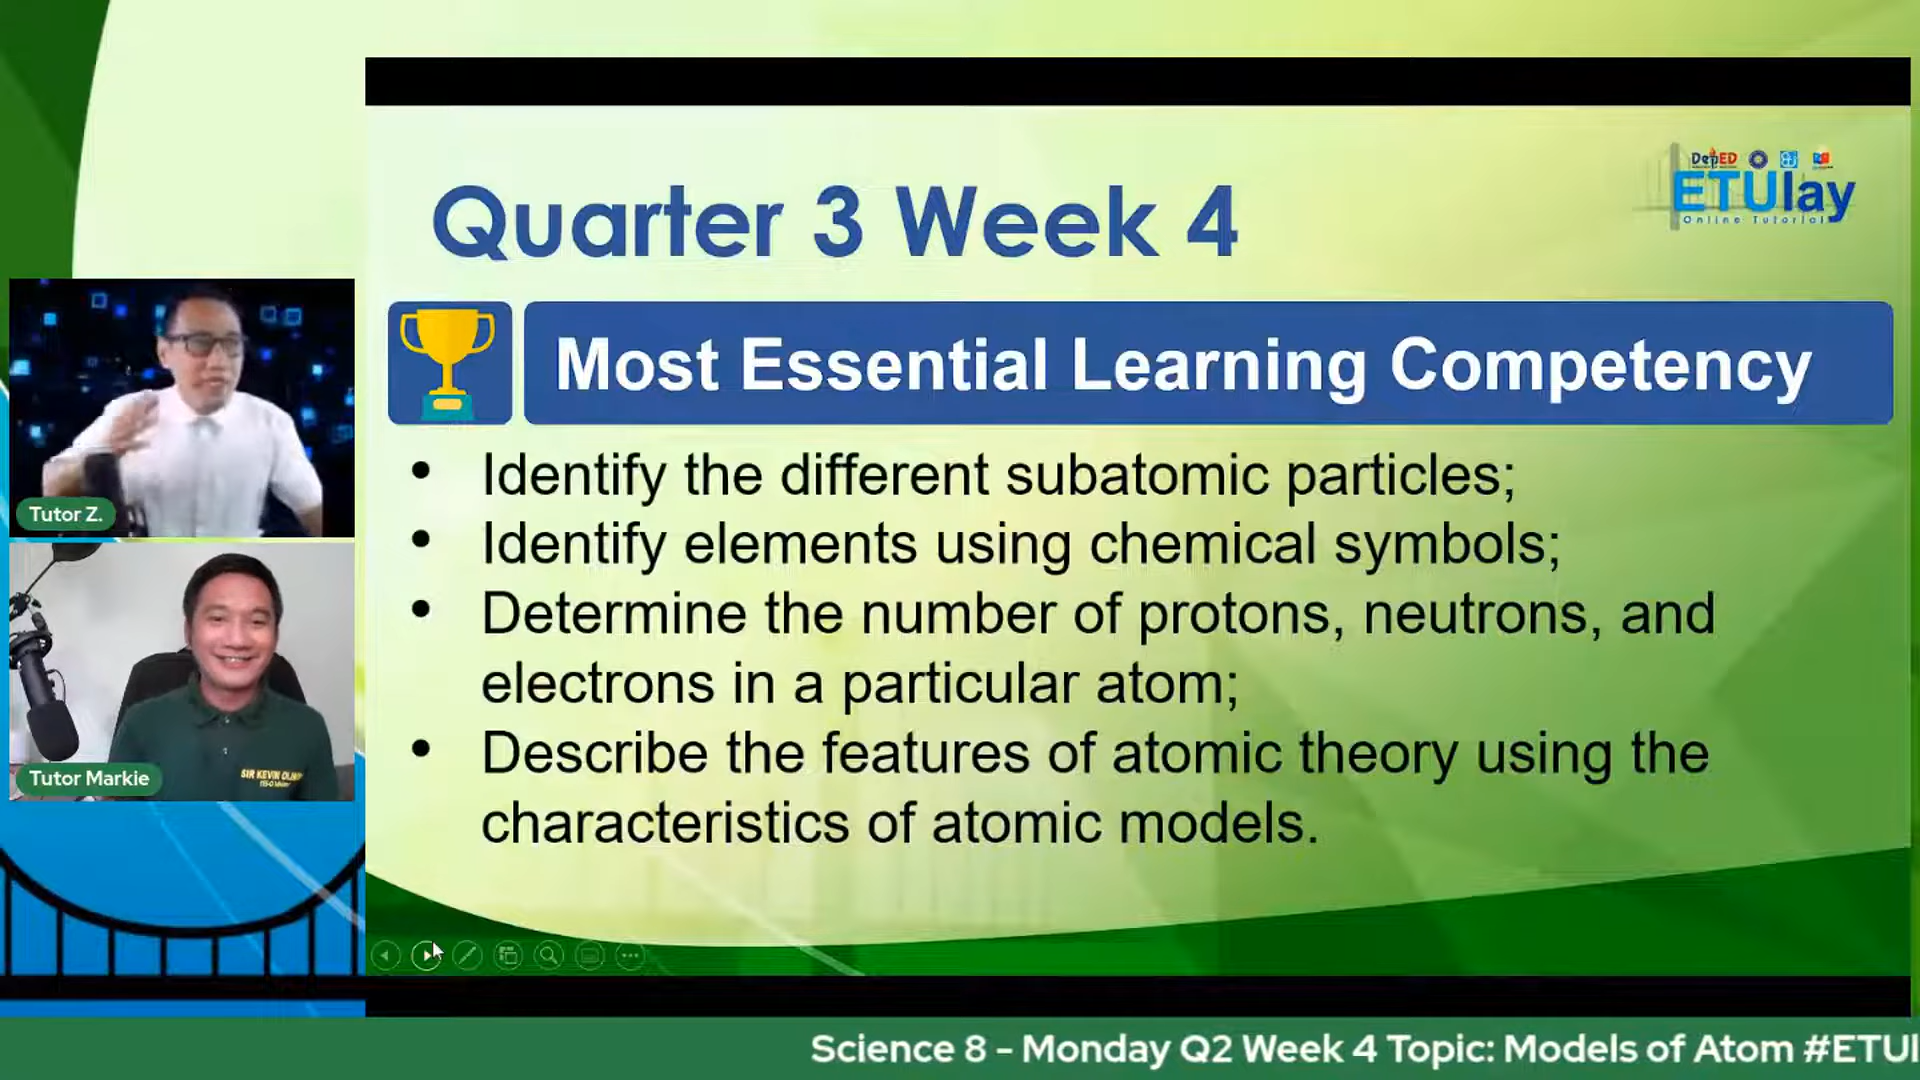 Quarter 3 Week 4
DepED
ETUlay
Online Tutorial
Most Essential Learning Competency
• Identify the different subatomic particles;
• Identify elements using chemical symbols;
• Determine the number of protons, neutrons, and
electrons in a particular atom;
• Describe the features of atomic theory using the
characteristics of atomic models.
Tutor Z.
Tutor Markie
SIR KEVIN
Science 8 - Monday Q2 Week 4 Topic: Models of Atom #ETUl